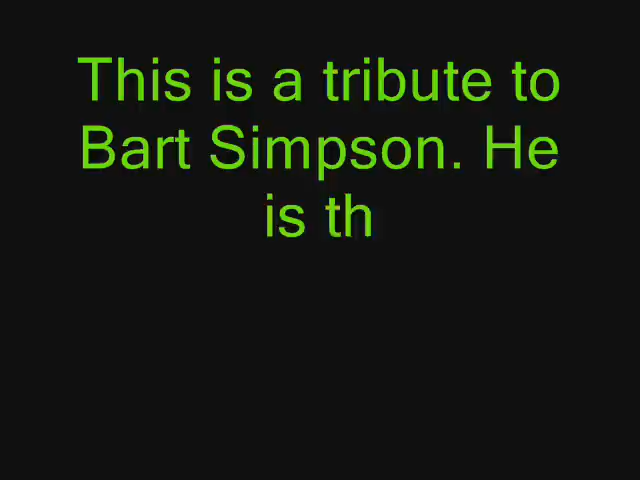 This is a tribute to
Bart Simpson. He
is th